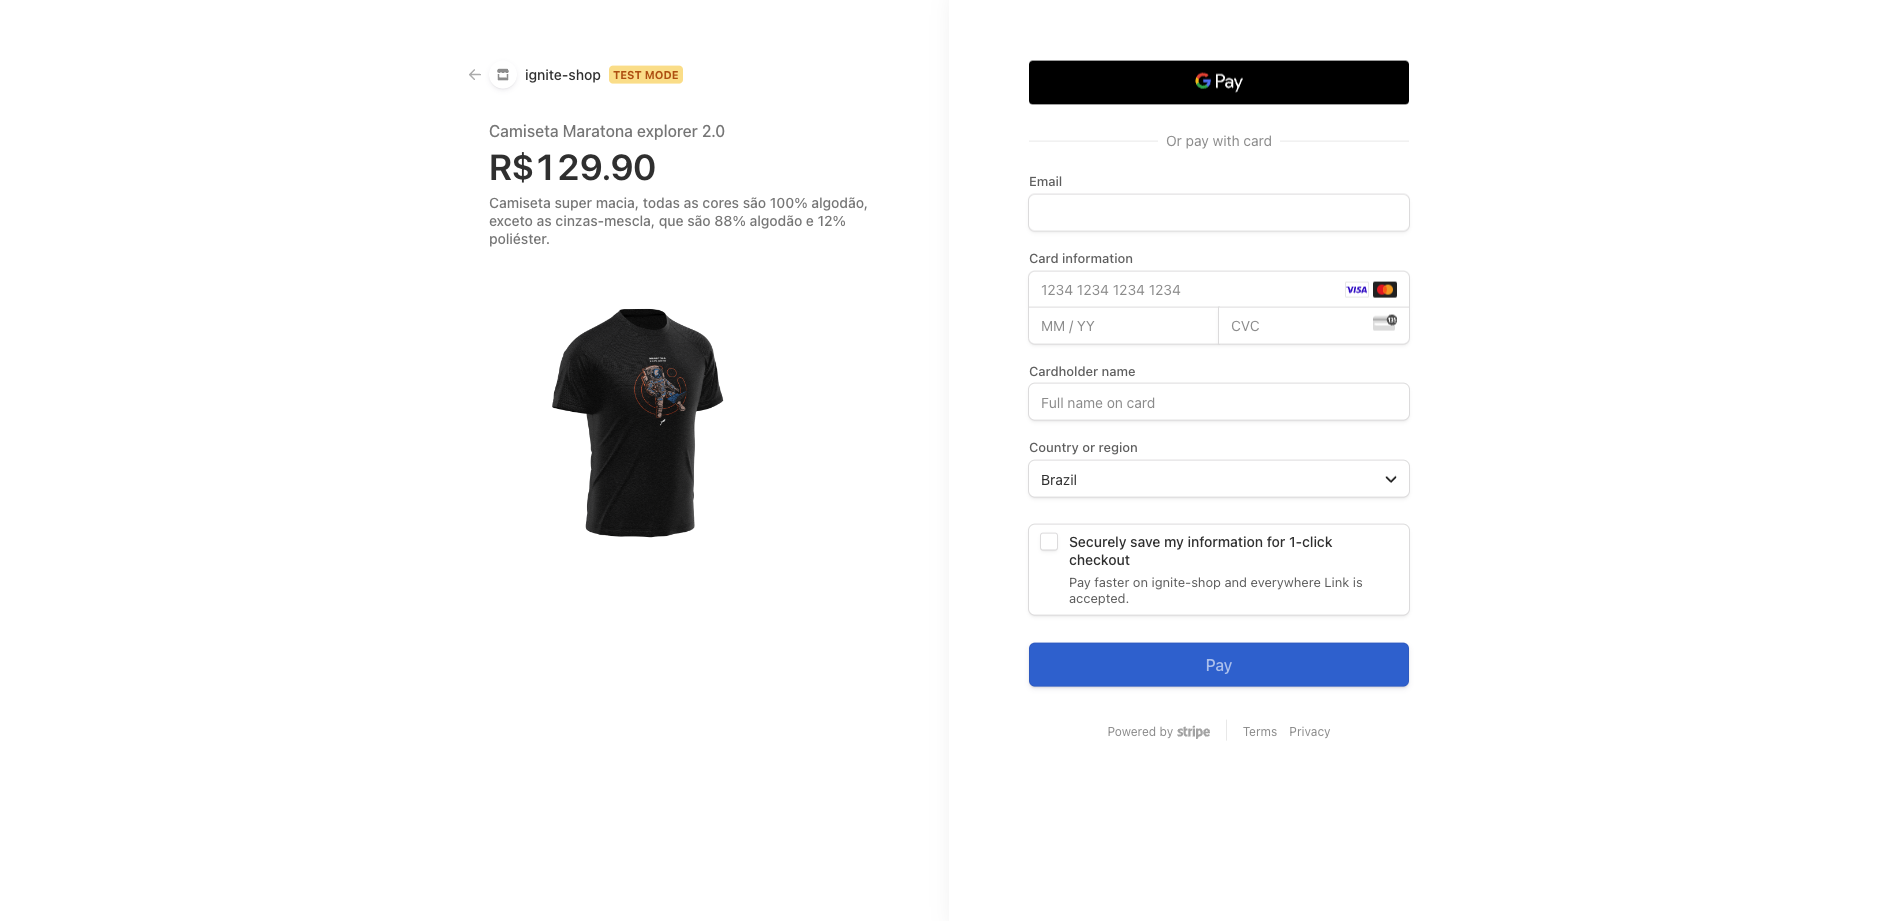 ignite-shop TEST MODE
Camiseta Maratona explorer 2.0
R$129.90
Camiseta super macia, todas as cores são 100% algodão,
exceto as cinzas-mescla, que são 88% algodão e 12%
poliéster.
G Pay
Or pay with card
Email
Card information
1234 1234 1234 1234 VISA
MM / YY CVC
Cardholder name
Full name on card
Country or region
Brazil
Securely save my information for 1-click
checkout
Pay faster on ignite-shop and everywhere Link is
accepted.
Pay
Powered by stripe Terms Privacy